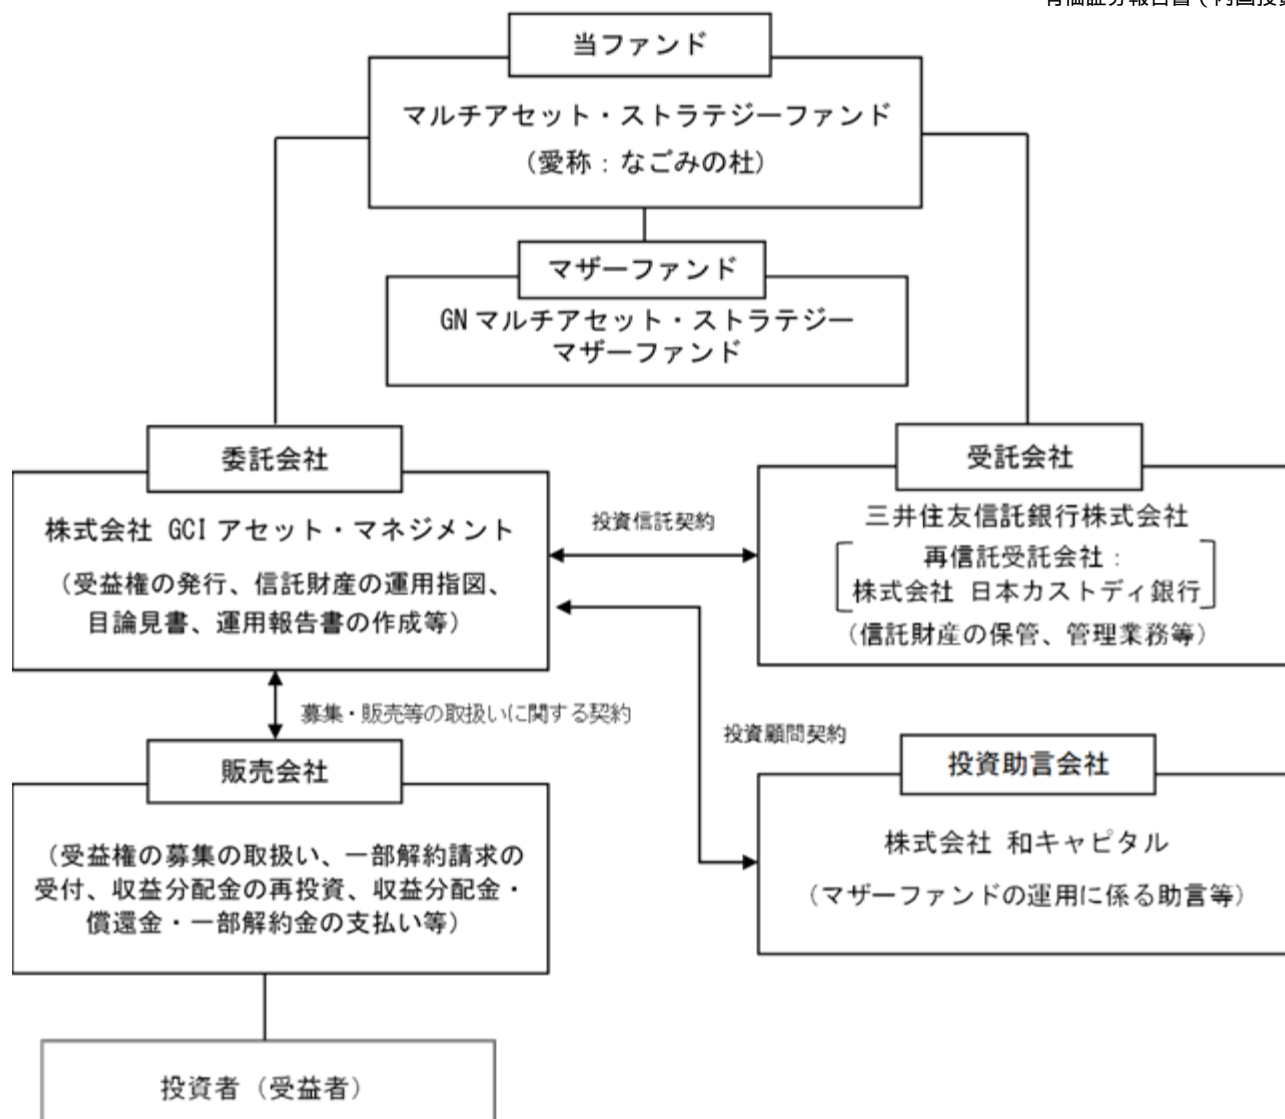 当ファンド
マルチアセット・ストラテジーファンド
（愛称：なごみの杜）
マザーファンド
GN マルチアセット・ストラテジー
マザーファンド
委託会社
株式会社 GCI アセット・マネジメント
（受益権の発行、信託財産の運用指図、
目論見書、運用報告書の作成等）
投資信託契約
受託会社
三井住友信託銀行株式会社
再信託受託会社：
株式会社 日本カストディ銀行
（信託財産の保管、管理業務等）
募集・販売等の取扱いに関する契約
投資顧問契約
販売会社
（受益権の募集の取扱い、一部解約請求の
受付、収益分配金の再投資、収益分配金・
償還金・一部解約金の支払い等）
投資助言会社
株式会社 和キャピタル
（マザーファンドの運用に係る助言等）
投資者（受益者）